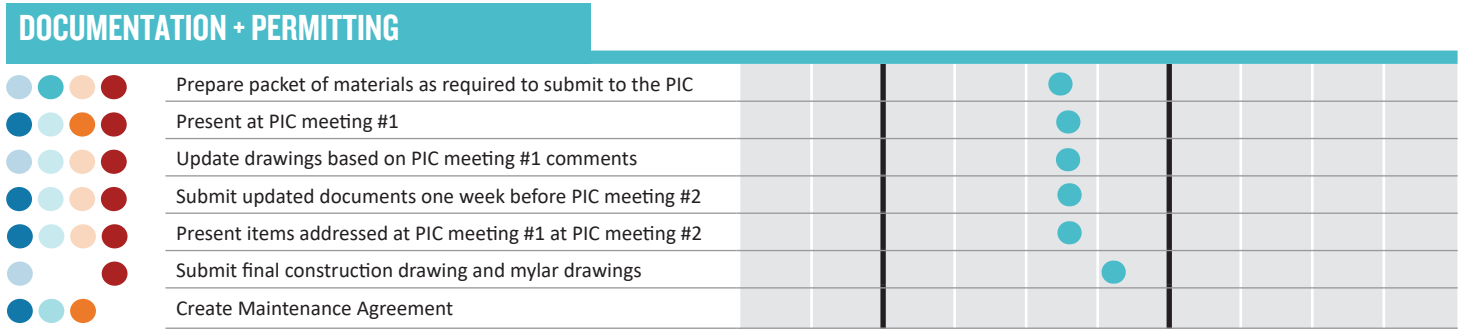 DOCUMENTATION + PERMITTING
Prepare packet of materials as required to submit to the PIC
Present at PIC meeting #1
Update drawings based on PIC meeting #1 comments
Submit updated documents one week before PIC meeting #2
Present items addressed at PIC meeting #1 at PIC meeting #2
Submit final construction drawing and mylar drawings
Create Maintenance Agreement